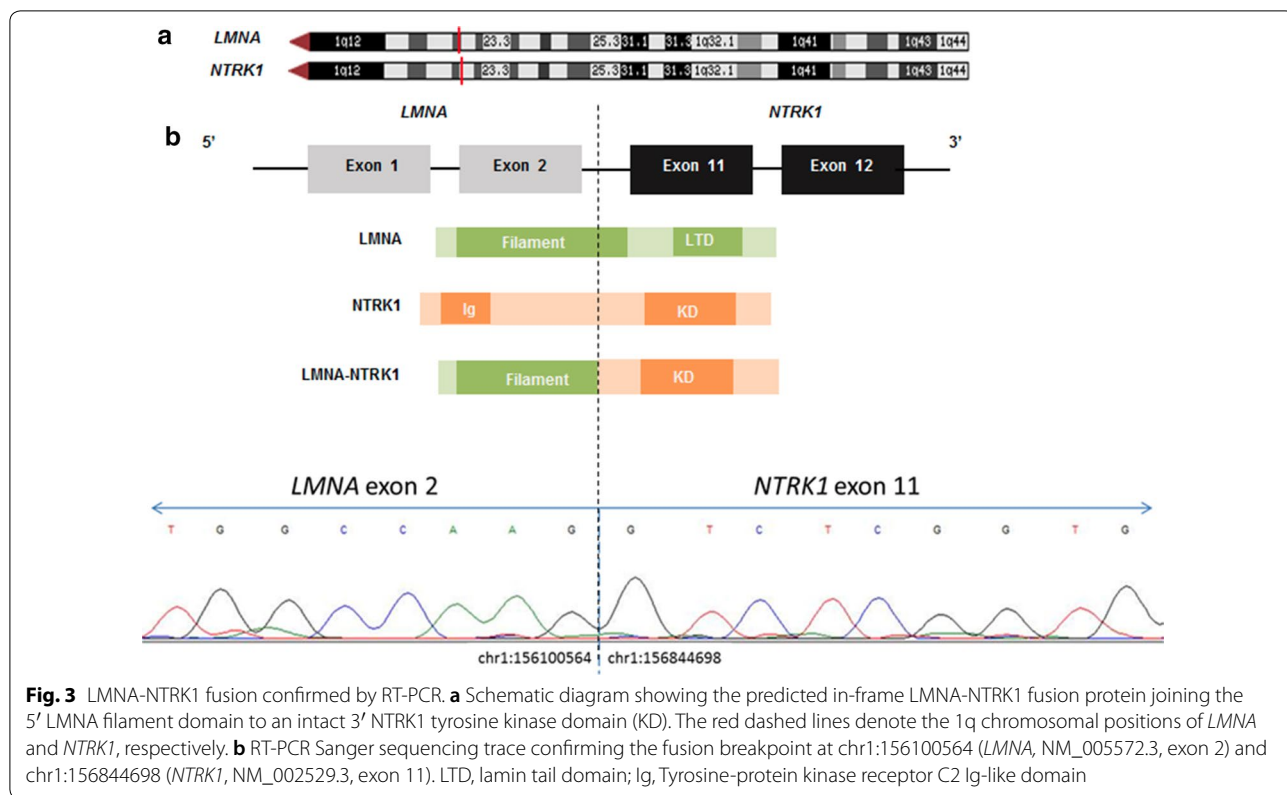 a LMNA 1q12 23.3 25.3 31.1 31.3 1q32.1 1q41 1q43 1q44
NTRK1 1q12 23.3 25.3 31.1 31.3 1q32.1 1q41 1q43 1q44
LMNA NTRK1
b 5’ 3’
Exon 1 Exon 2 Exon 11 Exon 12
LMNA Filament LTD
NTRK1 Ig KD
LMNA-NTRK1 Filament KD
LMNA exon 2 NTRK1 exon 11
T G G C C A A G G T C T C G G T G
chr1:156100564 chr1:156844698
Fig. 3 LMNA-NTRK1 fusion confirmed by RT-PCR. a Schematic diagram showing the predicted in-frame LMNA-NTRK1 fusion protein joining the
5′ LMNA filament domain to an intact 3′ NTRK1 tyrosine kinase domain (KD). The red dashed lines denote the 1q chromosomal positions of LMNA
and NTRK1, respectively. b RT-PCR Sanger sequencing trace confirming the fusion breakpoint at chr1:156100564 (LMNA, NM_005572.3, exon 2) and
chr1:156844698 (NTRK1, NM_002529.3, exon 11). LTD, lamin tail domain; Ig, Tyrosine-protein kinase receptor C2 Ig-like domain